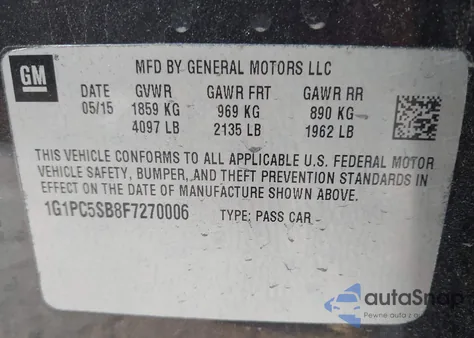 GM
MFD BY GENERAL MOTORS LLC
DATE GVWR GAWR FRT GAWR RR
05/15 1859 KG 969 KG 890 KG
4097 LB 2135 LB 1962 LB
THIS VEHICLE CONFORMS TO ALL APPLICABLE U.S. FEDERAL MOTOR
VEHICLE SAFETY, BUMPER, AND THEFT PREVENTION STANDARDS IN
EFFECT ON THE DATE OF MANUFACTURE SHOWN ABOVE.
1G1PC5SB8F7270006 TYPE: PASS CAR
autoSnap
Pewne auta z